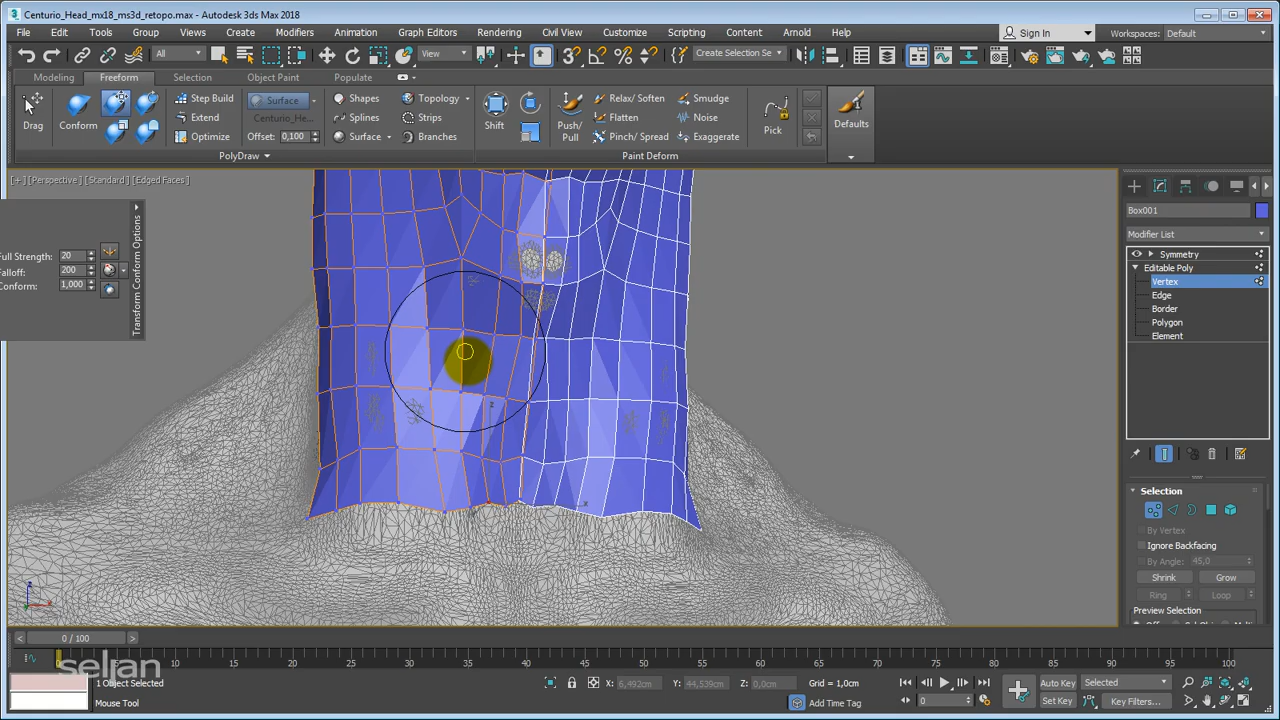 Centurio_Head_mx18_ms3d_retopo.max - Autodesk 3ds Max 2018
File Edit Tools Group Views Create Modifiers Animation Graph Editors Rendering Civil View Customize Scripting Content Arnold Help Sign In Workspaces: Default
All View Create Selection Se
Modeling Freeform Selection Object Paint Populate
Drag Conform Step Build Extend Optimize Surface Centurio_He... Offset: 0,100 Shapes Splines Surface Topology Strips Branches Shift Push/ Pull Relax/ Soften Flatten Pinch/ Spread Smudge Noise Exaggerate Pick Defaults
PolyDraw Paint Deform
[+] [Perspective] [Standard] [Edged Faces]
Full Strength: 20
Falloff: 200
Conform: 1,000
Transform Conform Options
Box001
Modifier List
Symmetry
Editable Poly
Vertex
Edge
Border
Polygon
Element
Selection
By Vertex
Ignore Backfacing
By Angle: 45,0
Shrink Grow
Ring Loop
Preview Selection
Off SubObj Multi
z
x
z
x
0 / 100
0 5 10 15 20 25 30 35 40 45 50 55 60 65 70 75 80 85 90 95 100
selian
1 Object Selected
Mouse Tool
X: 6,492cm Y: 44,539cm Z: 0,0cm Grid = 1,0cm
Add Time Tag
0
Auto Key Selected
Set Key Key Filters...